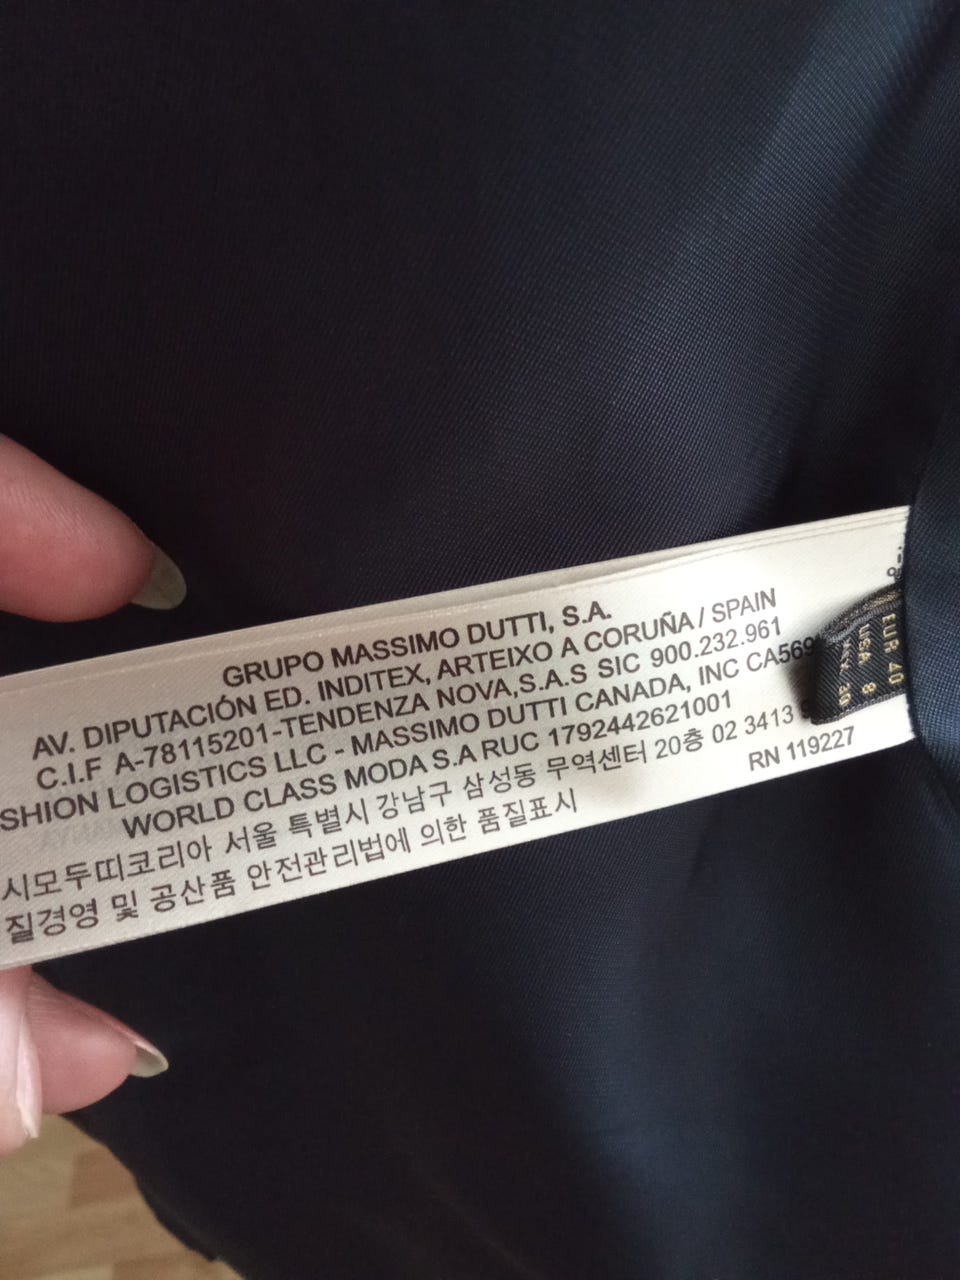 GRUPO MASSIMO DUTTI, S.A.
AV. DIPUTACIÓN ED. INDITEX, ARTEIXO A CORUÑA / SPAIN
C.I.F A-78115201-TENDENZA NOVA,S.A.S SIC 900.232.961
SHION LOGISTICS LLC - MASSIMO DUTTI CANADA, INC CA569
WORLD CLASS MODA S.A RUC 1792442621001
시모두띠코리아 서울 특별시 강남구 삼성동 무역센터 20층 02 3413
질경영 및 공산품 안전관리법에 의한 품질표시
RN 119227
EUR 40
USA 8